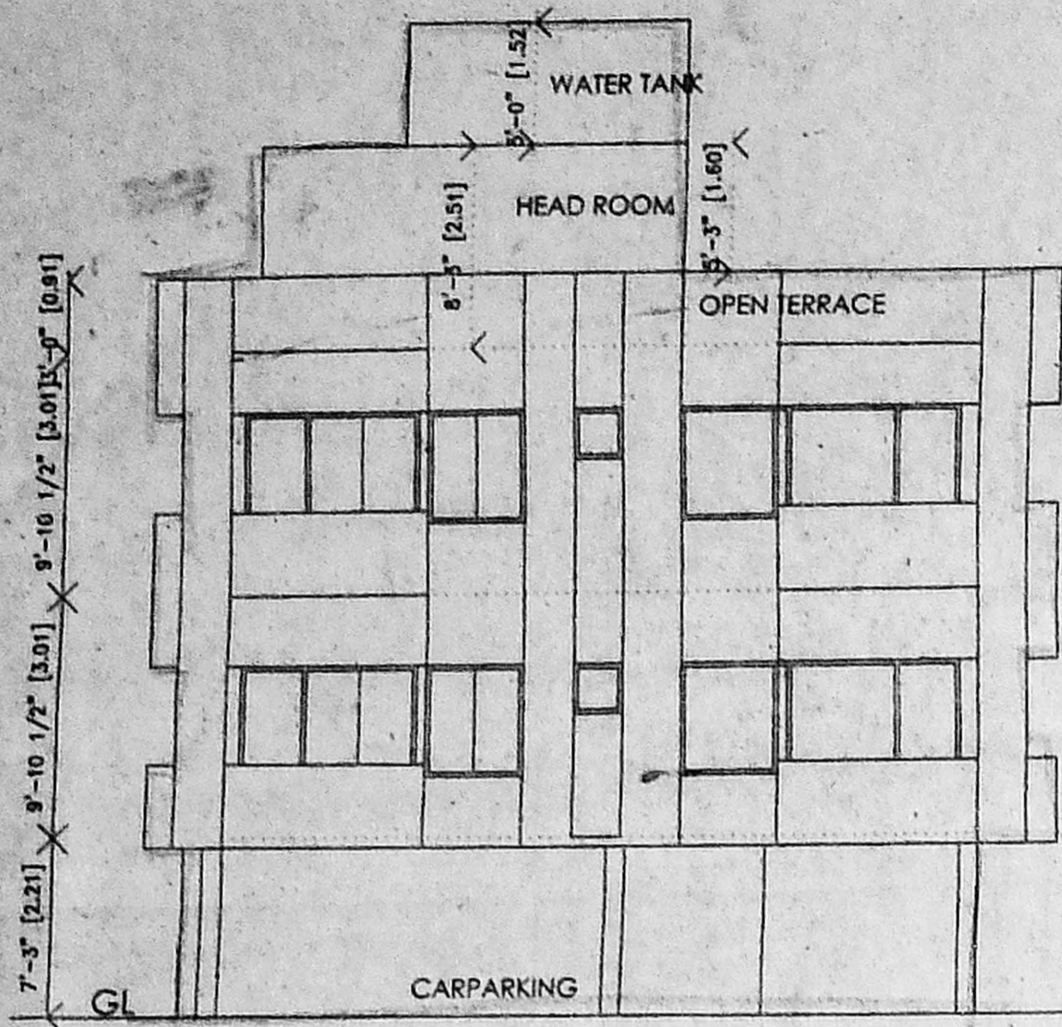 5'-0" [1.52]
WATER TANK
8'-3" [2.51]
HEAD ROOM
5'-3" [1.60]
3'-0" [0.91]
OPEN TERRACE
9'-10 1/2" [3.01]
9'-10 1/2" [3.01]
7'-3" [2.21]
CARPARKING
GL